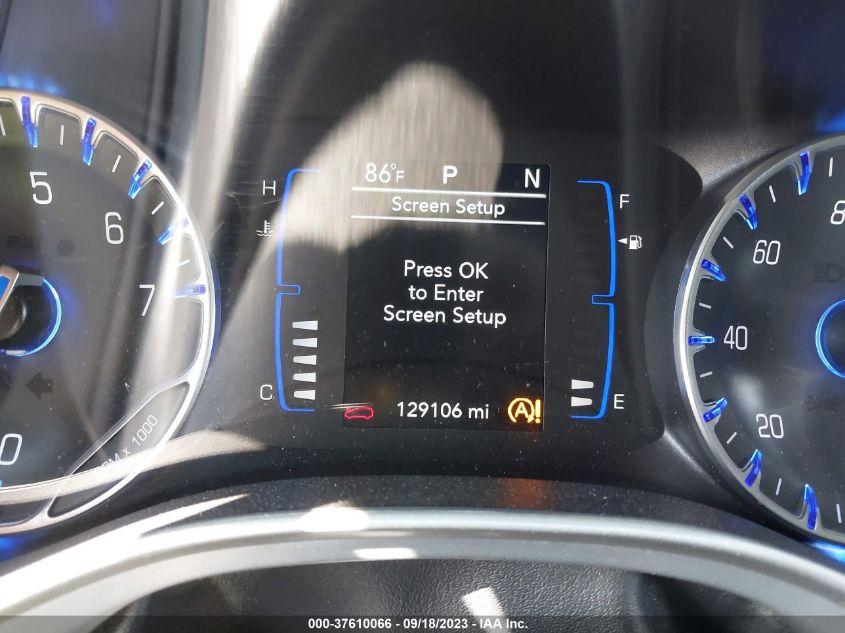 86°F P N
Screen Setup
Press OK
to Enter
Screen Setup
129106 mi
H
C
F
E
5
6
7
0
RPM x 1000
80
60
40
20
000-37610066 - 09/18/2023 - IAA Inc.